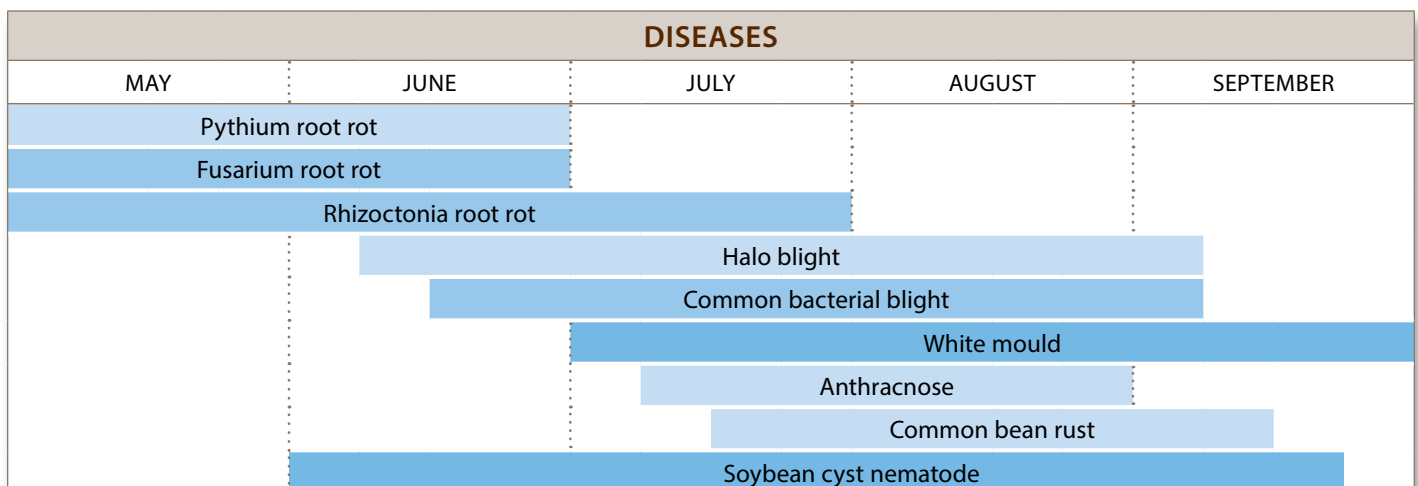 DISEASES
MAY JUNE JULY AUGUST SEPTEMBER
Pythium root rot
Fusarium root rot
Rhizoctonia root rot
Halo blight
Common bacterial blight
White mould
Anthracnose
Common bean rust
Soybean cyst nematode